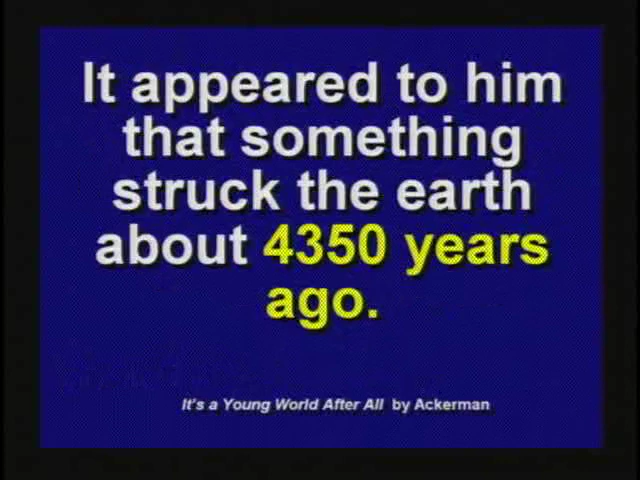 It appeared to him
that something
struck the earth
about 4350 years
ago.
It's a Young World After All by Ackerman